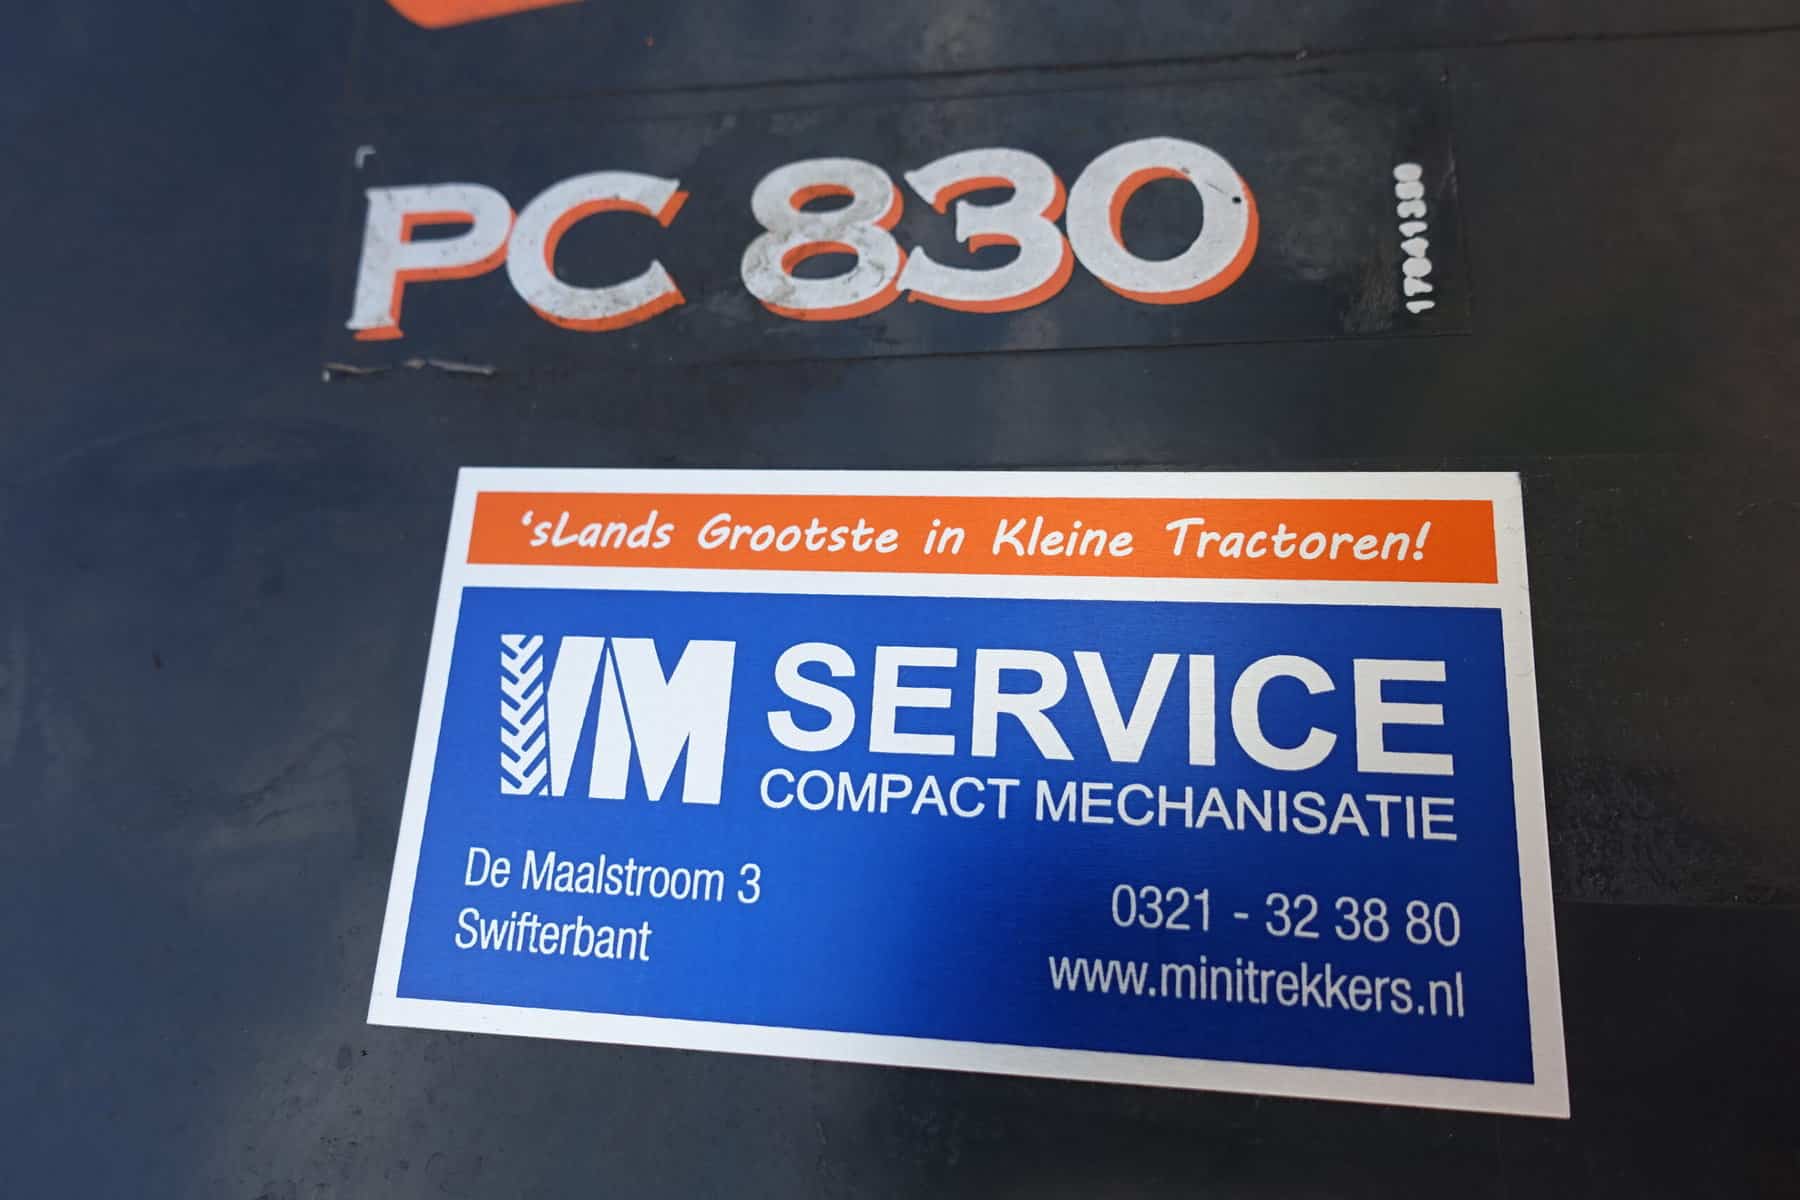 PC 830
'sLands Grootste in Kleine Tractoren!
VM SERVICE
COMPACT MECHANISATIE
De Maalstroom 3
Swifterbant
0321 - 32 38 80
www.minitrekkers.nl